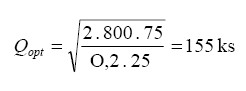 Q_opt = √(2.800.75 / O,2.25) = 155 ks